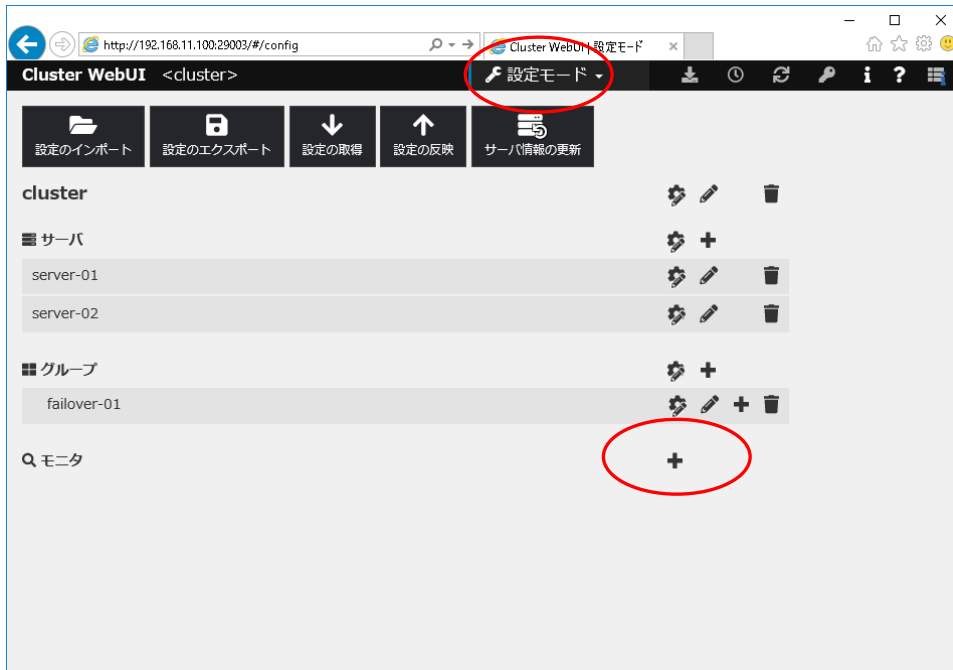 http://192.168.11.100:29003/#/config
Cluster WebUI | 設定モード
Cluster WebUI <cluster>
設定モード
設定のインポート
設定のエクスポート
設定の取得
設定の反映
サーバ情報の更新
cluster
サーバ
server-01
server-02
グループ
failover-01
モニタ